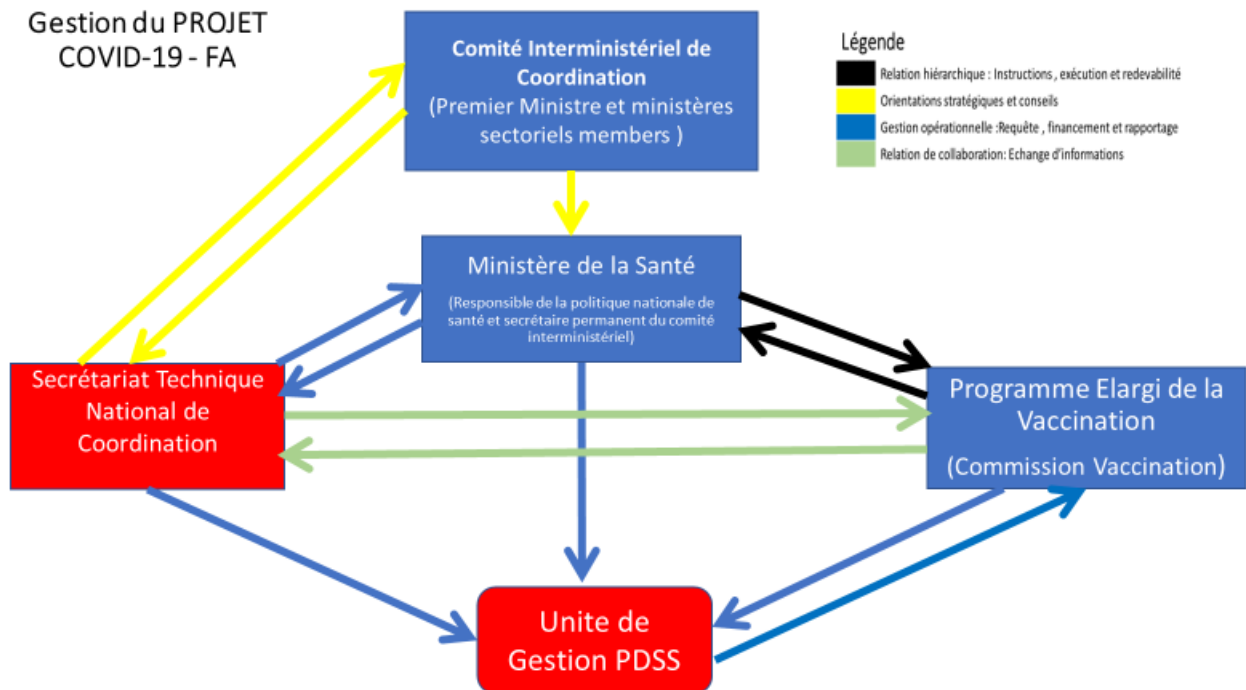 Gestion du PROJET
COVID-19 - FA
Comité Interministériel de
Coordination
(Premier Ministre et ministères
sectoriels members )
Légende
Relation hiérarchique : Instructions , exécution et redevabilité
Orientations stratégiques et conseils
Gestion opérationnelle :Requête , financement et rapportage
Relation de collaboration: Echange d'informations
Ministère de la Santé
(Responsible de la politique nationale de
santé et secrétaire permanent du comité
interministériel)
Secrétariat Technique
National de
Coordination
Programme Elargi de la
Vaccination
(Commission Vaccination)
Unite de
Gestion PDSS